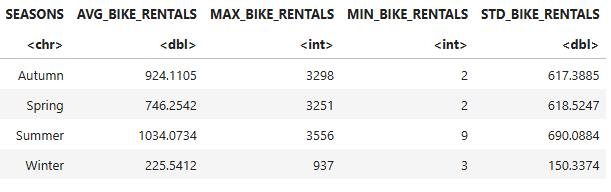 SEASONS AVG_BIKE_RENTALS MAX_BIKE_RENTALS MIN_BIKE_RENTALS STD_BIKE_RENTALS
<chr> <dbl> <int> <int> <dbl>
Autumn 924.1105 3298 2 617.3885
Spring 746.2542 3251 2 618.5247
Summer 1034.0734 3556 9 690.0884
Winter 225.5412 937 3 150.3374